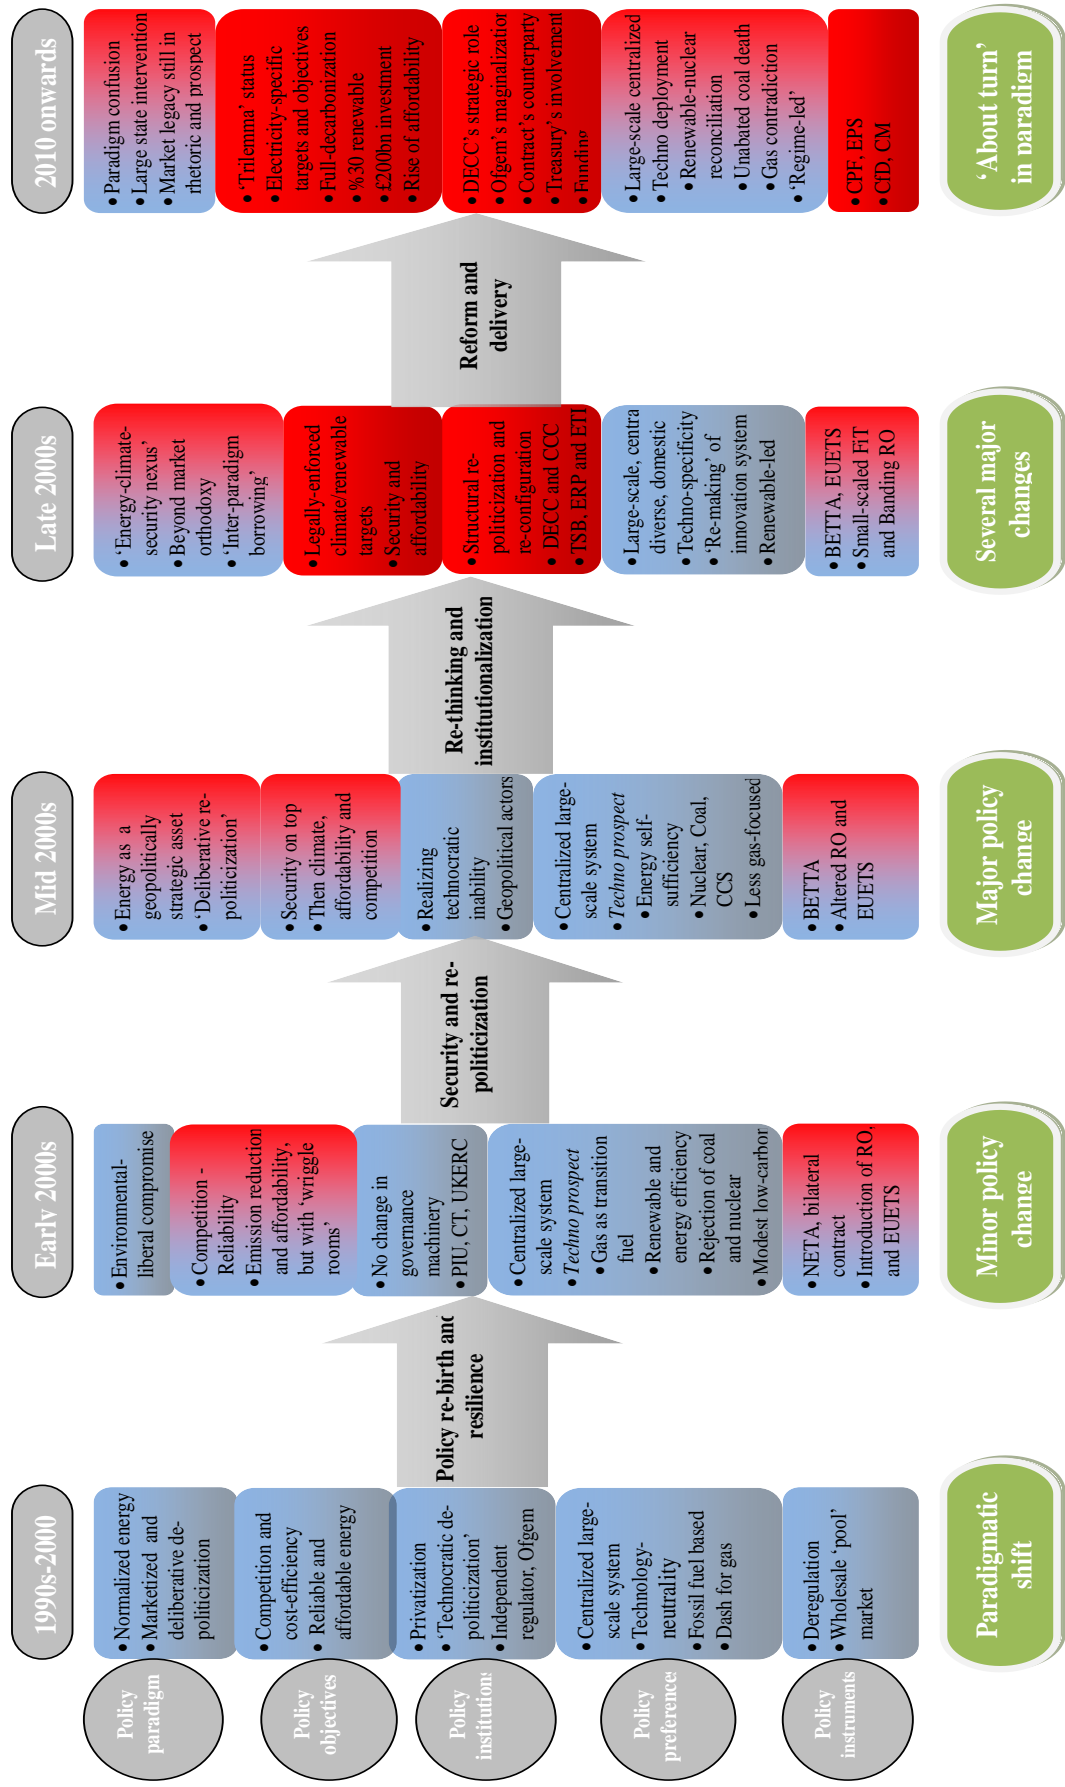 1990s-2000
Early 2000s
Mid 2000s
Late 2000s
2010 onwards
Policy
paradigm
• Normalized energy
• Marketized and
deliberative de-
politicization
• Environmental-
liberal compromise
• Energy as a
geopolitically
strategic asset
• 'Deliberative re-
politicization'
• 'Energy-climate-
security nexus'
• Beyond market
orthodoxy
• 'Inter-paradigm
borrowing'
• Paradigm confusion
• Large state intervention
• Market legacy still in
rhetoric and prospect
Policy
objectives
• Competition and
cost-efficiency
• Reliable and
affordable energy
• Competition -
Reliability
• Emission reduction
and affordability,
but with 'wriggle
rooms'
• Security on top
• Then climate,
affordability and
competition
• Legally-enforced
climate/renewable
targets
• Security and
affordability
• 'Trilemma' status
• Electricity-specific
targets and objectives
• Full-decarbonization
• %30 renewable
• £200bn investment
• Rise of affordability
Policy
institutions
• Privatization
• 'Technocratic de-
politicization'
• Independent
regulator, Ofgem
Policy re-birth and
resilience
• No change in
governance
machinery
• PIU, CT, UKERC
Security and re-
politicization
• Realizing
technocratic
inability
• Geopolitical actors
Re-thinking and
institutionalization
• Structural re-
politicization and
re-configuration
• DECC and CCC
• TSB, ERP and ETI
Reform and
delivery
• DECC's strategic role
• Ofgem's maginalization
• Contract's counterparty
• Treasury's involvement
• Funding
Policy
preferences
• Centralized large-
scale system
• Technology-
neutrality
• Fossil fuel based
• Dash for gas
• Centralized large-
scale system
• Techno prospect
• Gas as transition
fuel
• Renewable and
energy efficiency
• Rejection of coal
and nuclear
• Modest low-carbon
• Centralized large-
scale system
• Techno prospect
• Energy self-
sufficiency
• Nuclear, Coal,
CCS
• Less gas-focused
• Large-scale, centra
diverse, domestic
• Techno-specificity
• 'Re-making' of
innovation system
• Renewable-led
• Large-scale centralized
• Techno deployment
• Renewable-nuclear
reconciliation
• Unabated coal death
• Gas contradiction
• 'Regime-led'
Policy
instruments
• Deregulation
• Wholesale 'pool'
market
• NETA, bilateral
contract
• Introduction of RO,
and EUETS
• BETTA
• Altered RO and
EUETS
• BETTA, EUETS
• Small-scaled FiT
and Banding RO
• CPF, EPS
• CfD, CM
Paradigmatic
shift
Minor policy
change
Major policy
change
Several major
changes
'About turn'
in paradigm